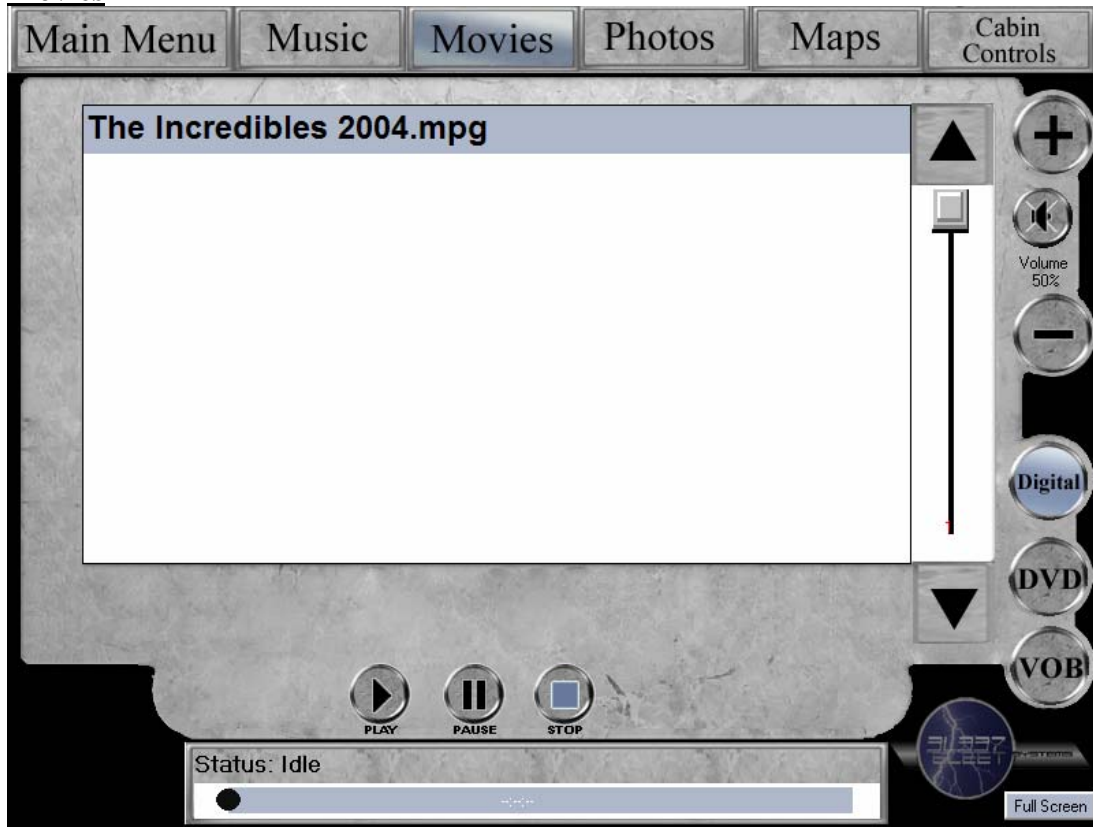 Main Menu
Music
Movies
Photos
Maps
Cabin
Controls
The Incredibles 2004.mpg
Volume
50%
Digital
DVD
VOB
PLAY
PAUSE
STOP
Status: Idle
--:--:--
Full Screen